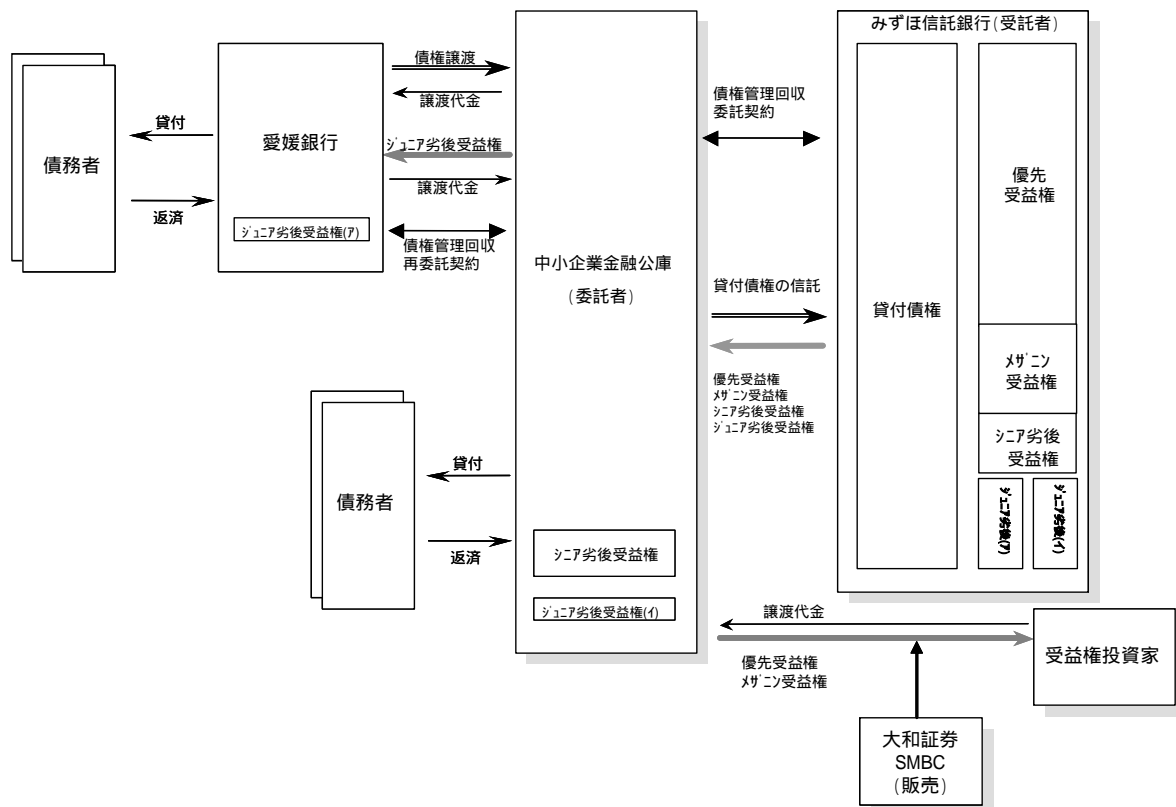 みずほ信託銀行(受託者)
債権譲渡
譲渡代金
貸付
愛媛銀行
ｼﾞｭﾆｱ劣後受益権
債務者
譲渡代金
返済
ｼﾞｭﾆｱ劣後受益権(ｱ)
債権管理回収
再委託契約
中小企業金融公庫
(委託者)
債権管理回収
委託契約
貸付債権の信託
優先受益権
ﾒｻﾞﾆﾝ受益権
ｼﾆｱ劣後受益権
ｼﾞｭﾆｱ劣後受益権
貸付債権
優先
受益権
ﾒｻﾞﾆﾝ
受益権
ｼﾆｱ劣後
受益権
ｼﾞｭﾆｱ劣後(ｱ)
ｼﾞｭﾆｱ劣後(ｲ)
貸付
債務者
返済
ｼﾆｱ劣後受益権
ｼﾞｭﾆｱ劣後受益権(ｲ)
譲渡代金
優先受益権
ﾒｻﾞﾆﾝ受益権
受益権投資家
大和証券
SMBC
(販売)